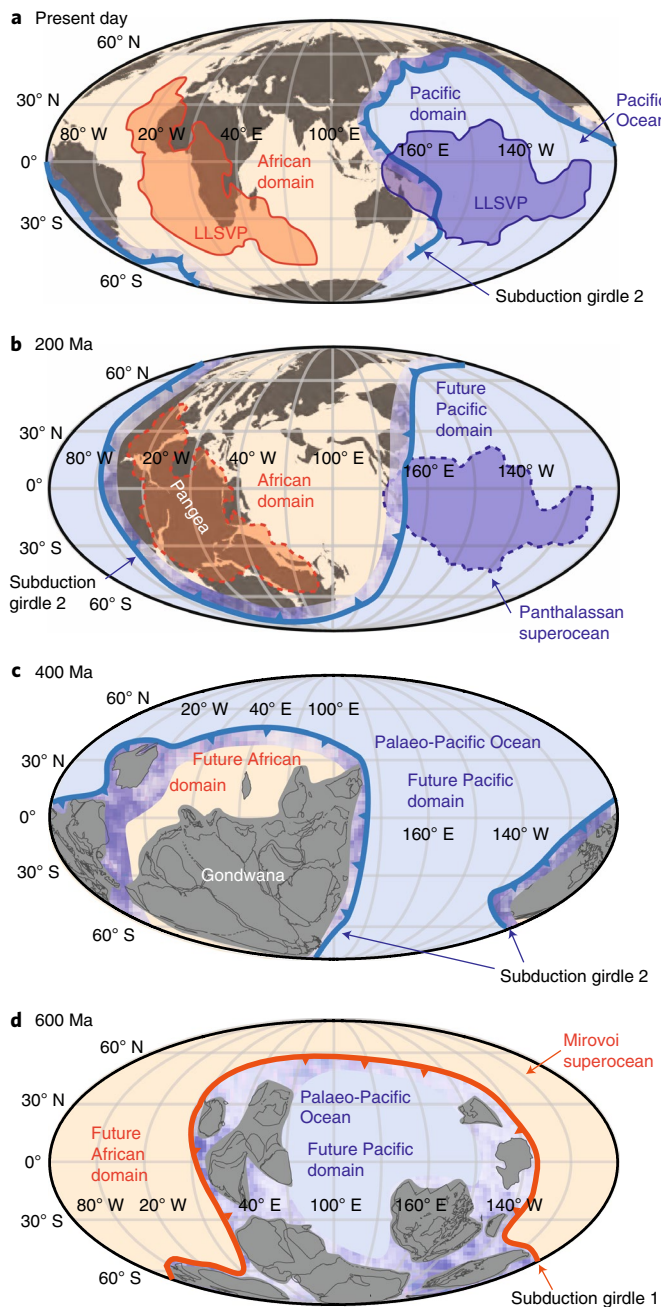 a Present day
60° N
30° N
80° W 20° W 40° E 100° E 160° E 140° W
0°
30° S
60° S
Pacific
domain
Pacific
Ocean
African
domain
LLSVP
LLSVP
Subduction girdle 2
b 200 Ma
60° N
Future
Pacific
domain
30° N
80° W 20° W 40° W 100° E 160° E 140° W
0°
African
domain
Pangea
30° S
Subduction
girdle 2
60° S
Panthalassan
superocean
c 400 Ma
60° N
20° W 40° E 100° E
Palaeo-Pacific Ocean
30° N
Future African
domain
Future Pacific
domain
0°
160° E 140° W
30° S
Gondwana
60° S
Subduction girdle 2
d 600 Ma
60° N
Mirovoi
superocean
30° N
Palaeo-Pacific
Ocean
Future
African
domain
Future Pacific
domain
0°
80° W 20° W 40° E 100° E 160° E 140° W
30° S
60° S
Subduction girdle 1